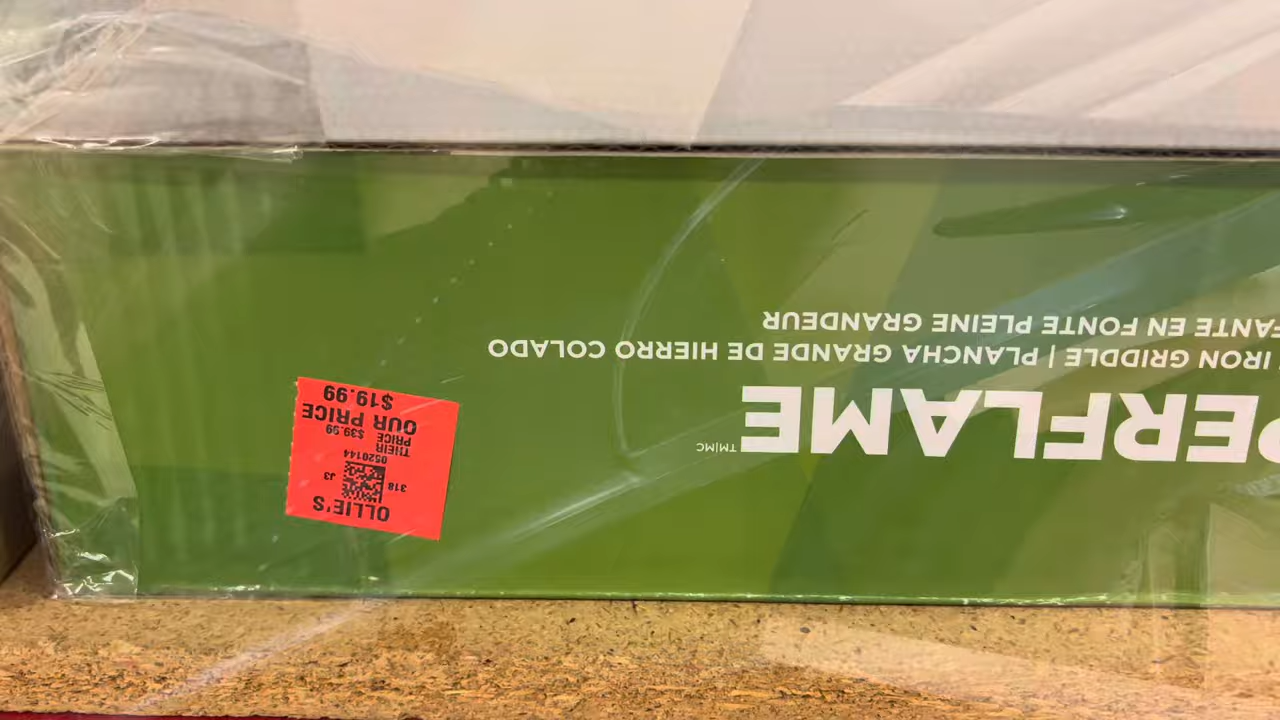 PERFLAME TM|MC
IRON GRIDDLE | PLANCHA GRANDE DE HIERRO COLADO
FANTE EN FONTE PLEINE GRANDEUR
OLLIE'S
318 J3
0520144
THEIR
PRICE $39.99
OUR PRICE
$19.99